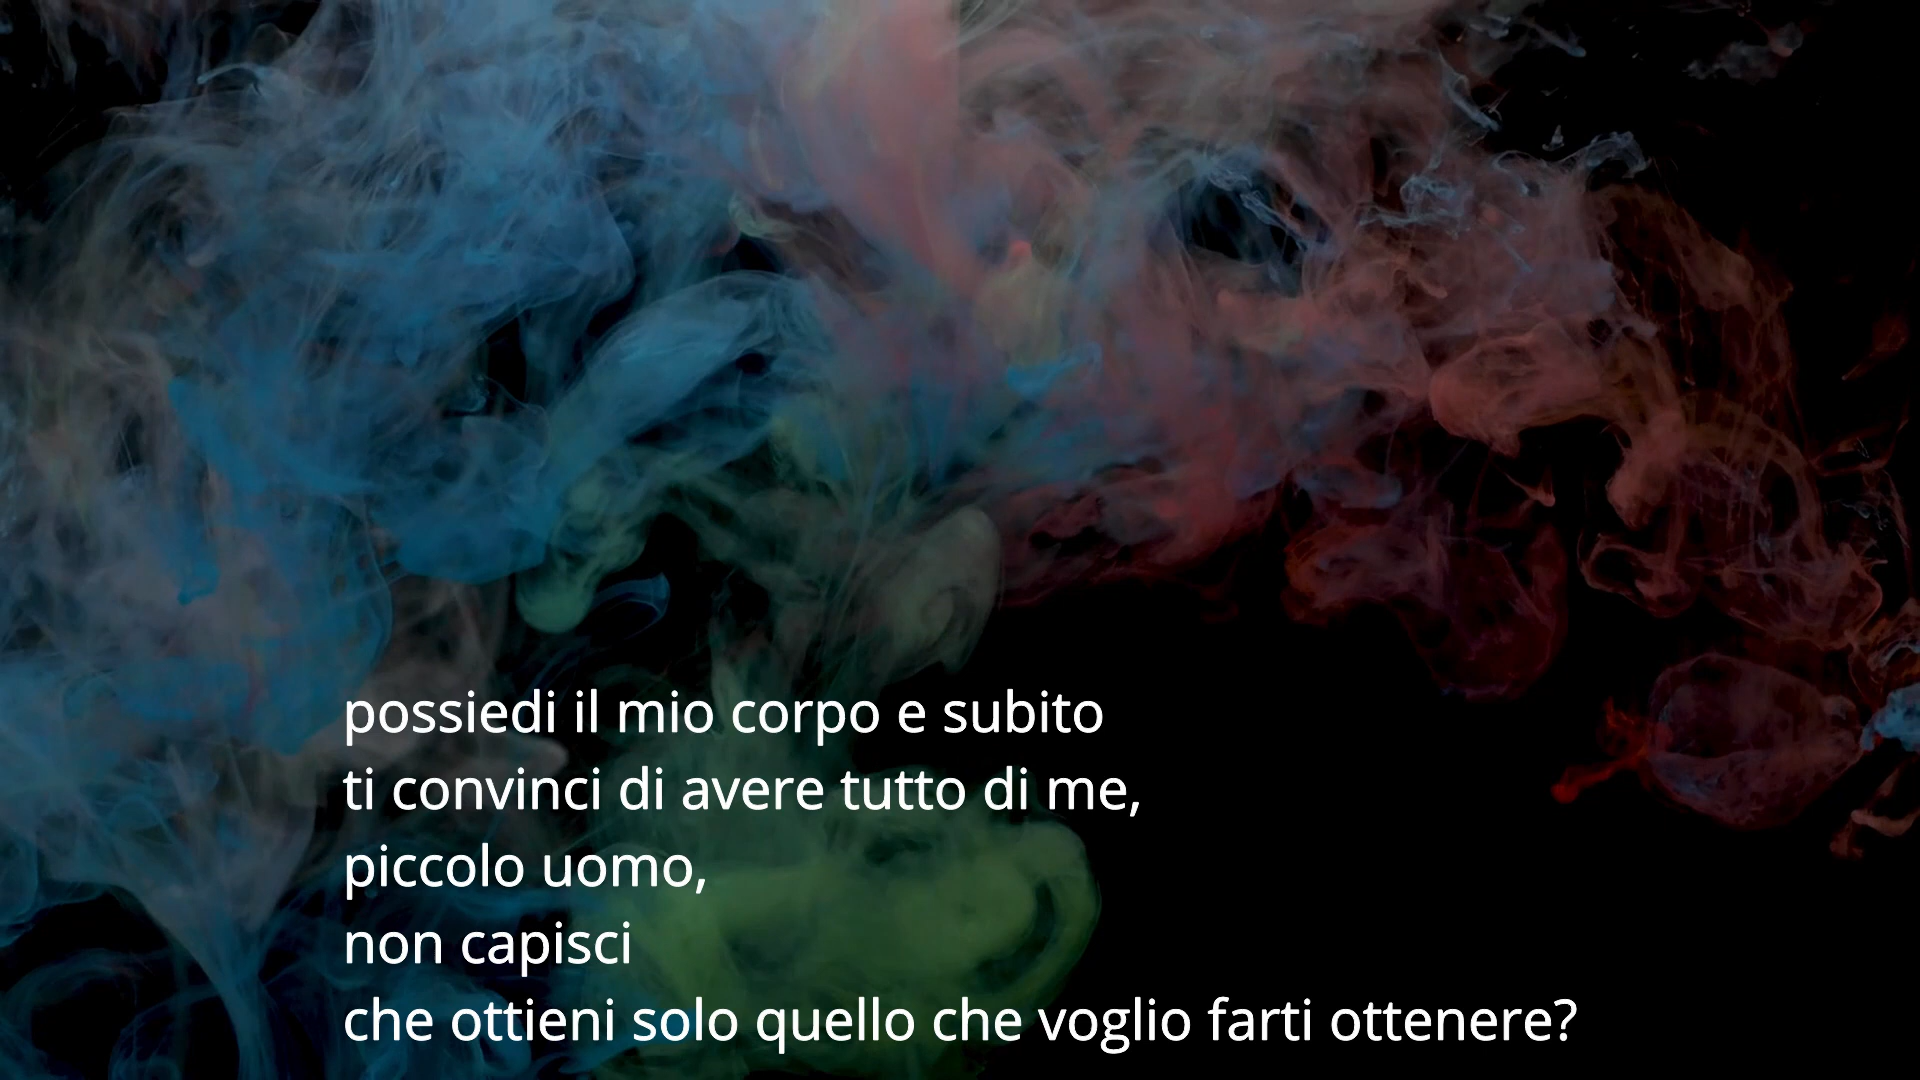 possiedi il mio corpo e subito
ti convinci di avere tutto di me,
piccolo uomo,
non capisci
che ottieni solo quello che voglio farti ottenere?